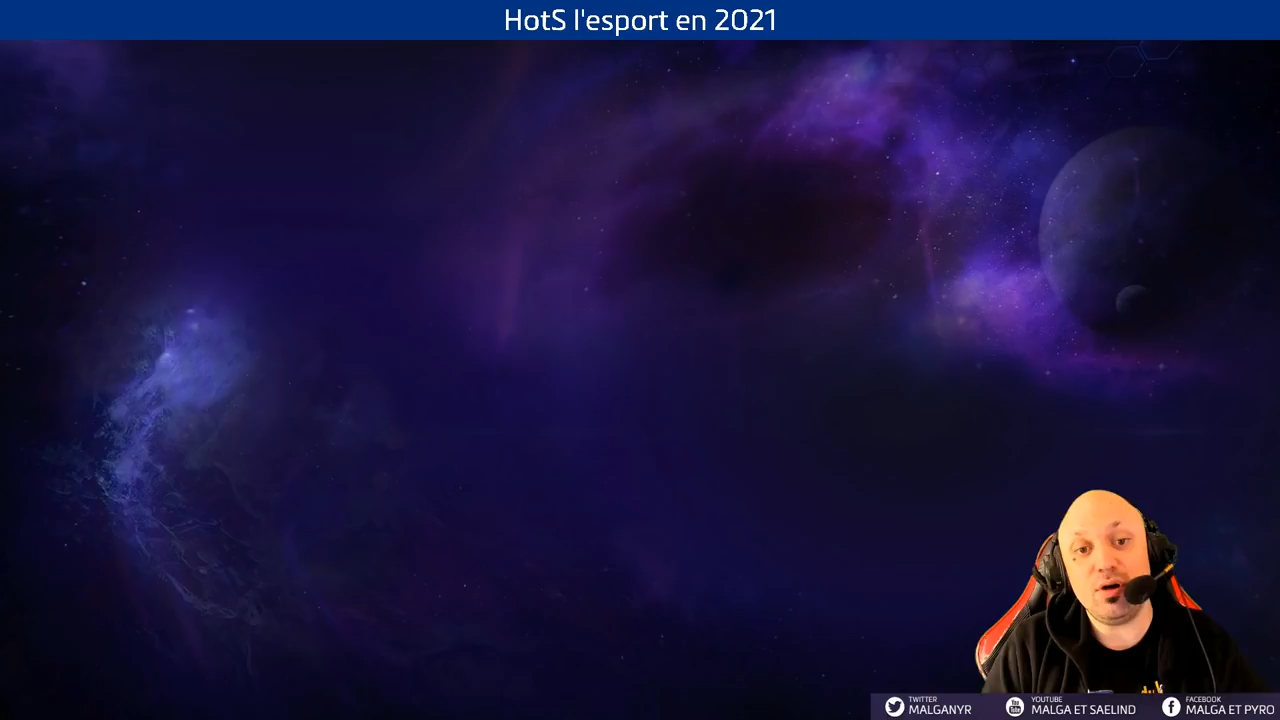 HotS l'esport en 2021
TWITTER
MALGANYR
YOUTUBE
MALGA ET SAELIND
FACEBOOK
MALGA ET PYRO